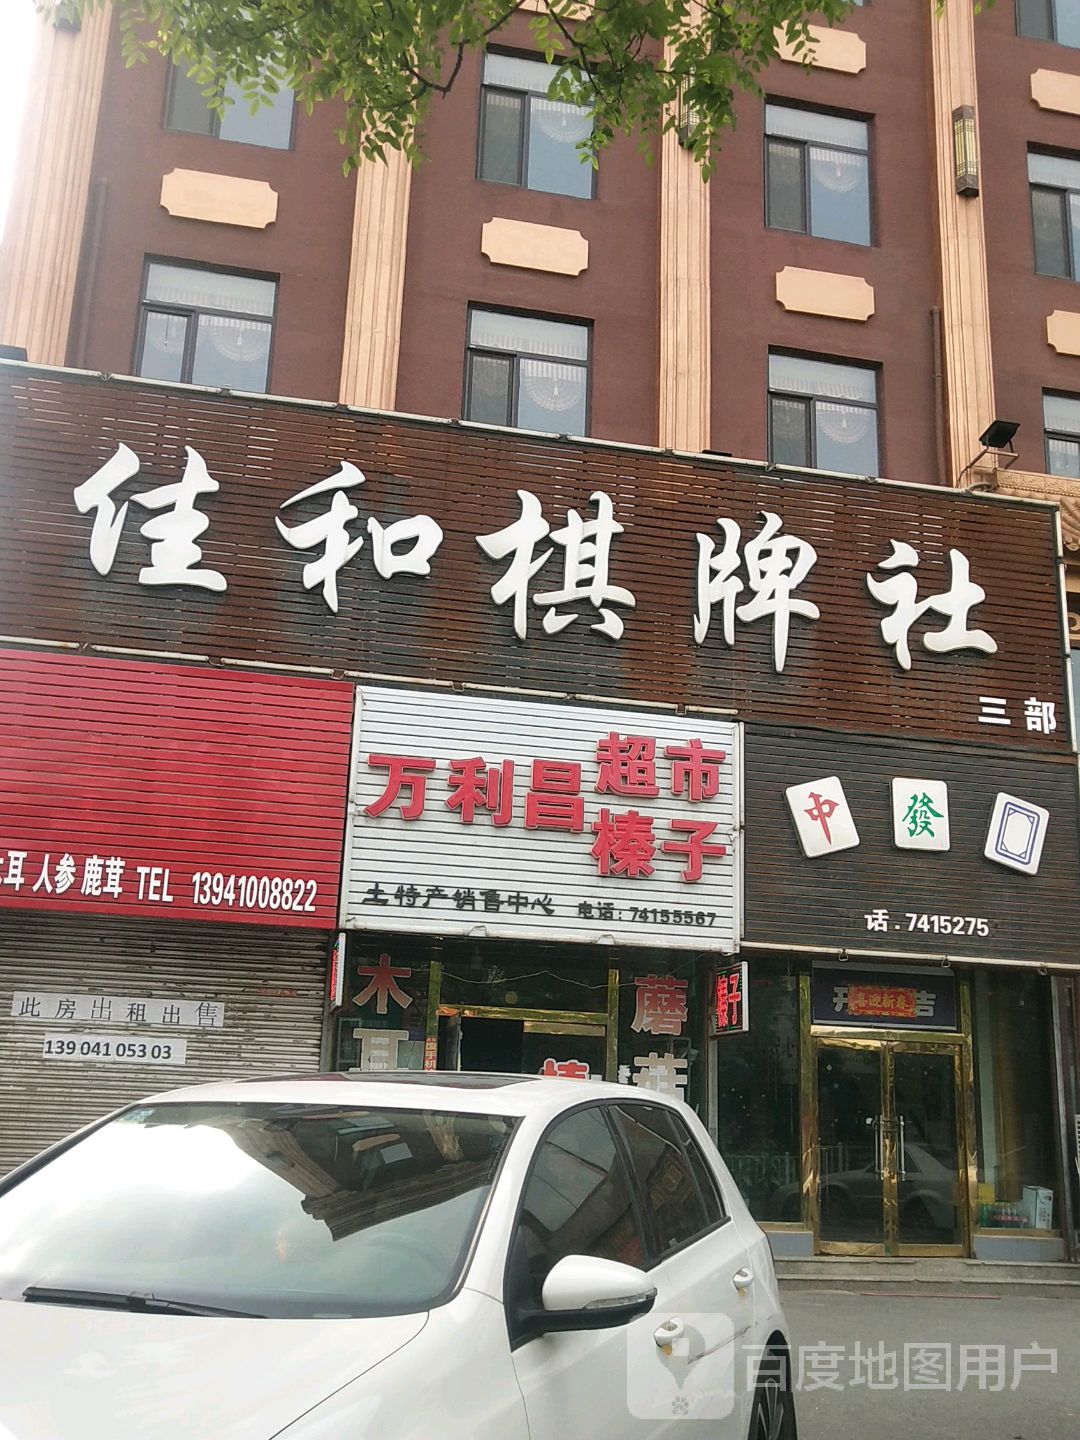 佳和棋牌社
三部
万利昌超市
榛子
土特产销售中心 电话:74155567
耳 人参 鹿茸 TEL 13941008822
中 發
话.7415275
此房出租出售
139 041 053 03
木耳
蘑菇
榛子
喜迎新春
百度地图用户